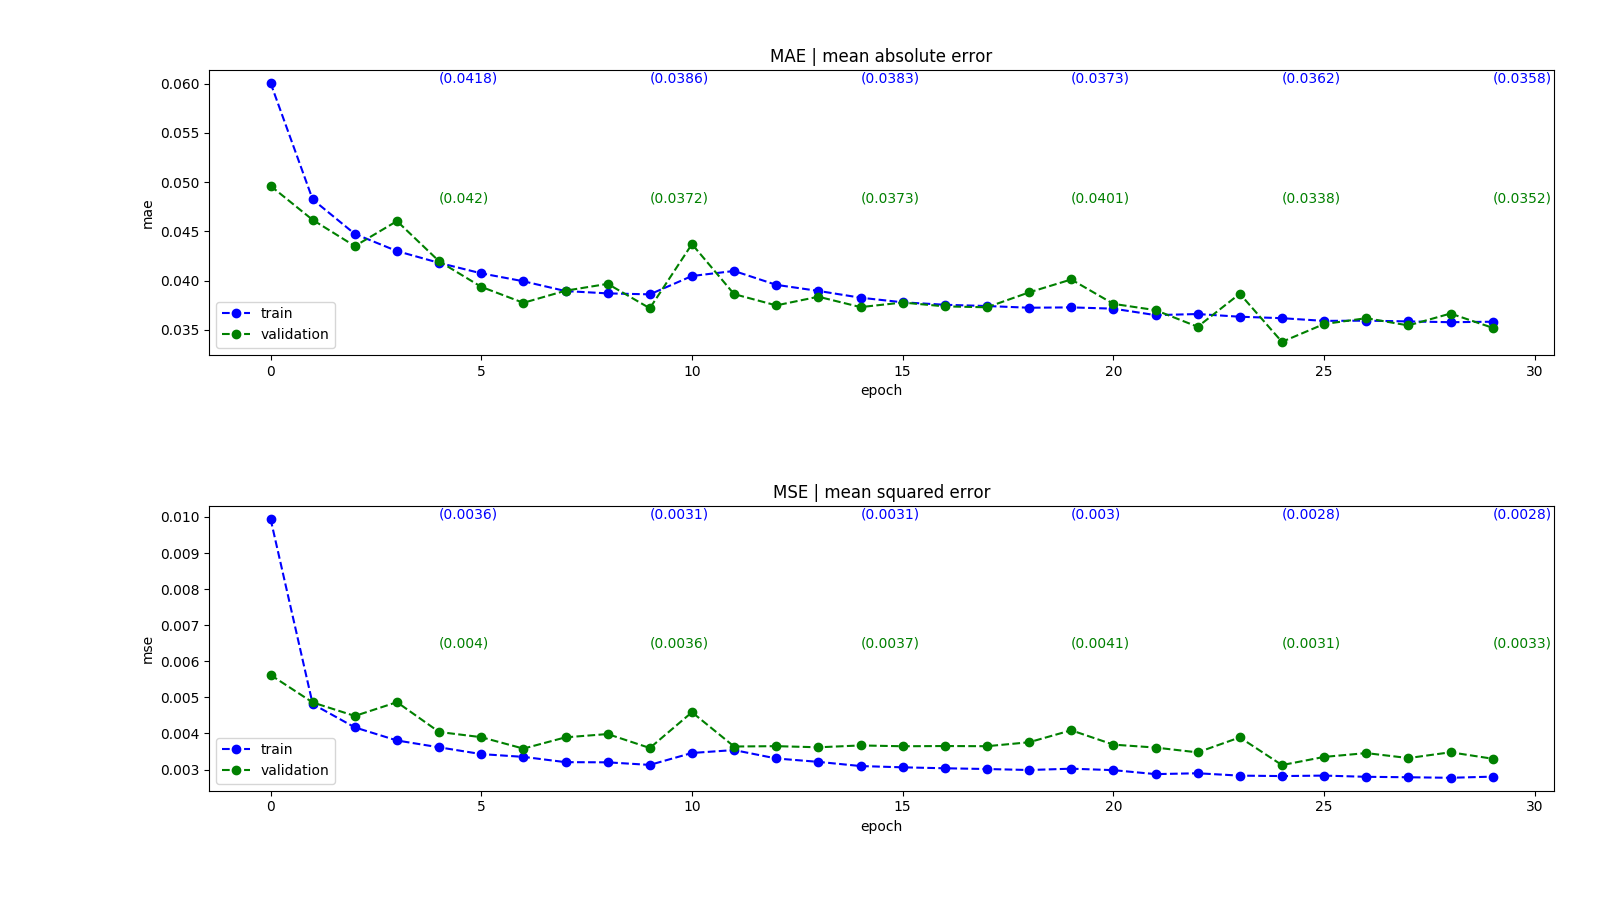 MAE | mean absolute error
0.060
0.055
0.050
0.045
0.040
0.035
mae
(0.0418) (0.0386) (0.0383) (0.0373) (0.0362) (0.0358)
(0.042) (0.0372) (0.0373) (0.0401) (0.0338) (0.0352)
train
validation
0 5 10 15 20 25 30
epoch
MSE | mean squared error
0.010
0.009
0.008
0.007
0.006
0.005
0.004
0.003
mse
(0.0036) (0.0031) (0.0031) (0.003) (0.0028) (0.0028)
(0.004) (0.0036) (0.0037) (0.0041) (0.0031) (0.0033)
train
validation
0 5 10 15 20 25 30
epoch